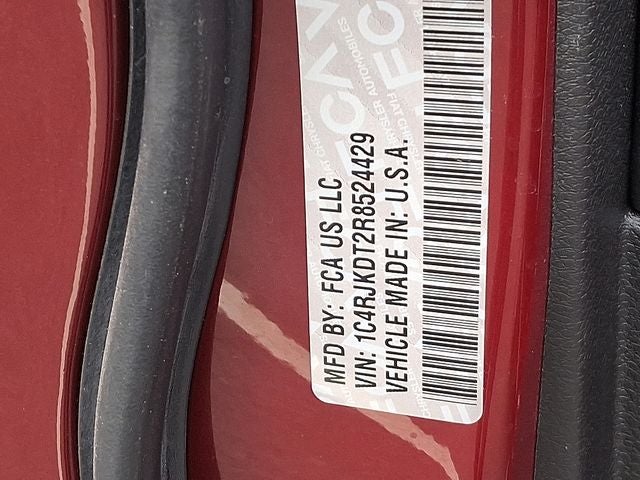 MFD BY: FCA US LLC
VIN: 1C4RJKDT2R8524429
VEHICLE MADE IN: U.S.A.